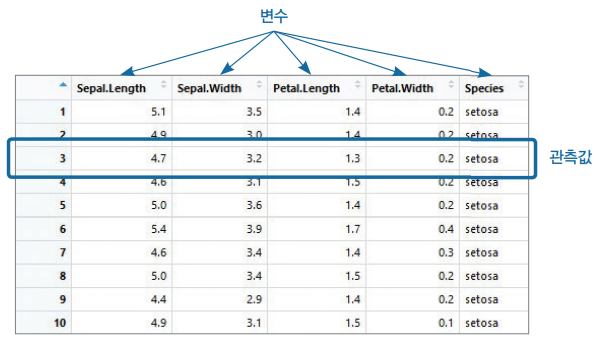 변수
Sepal.Length Sepal.Width Petal.Length Petal.Width Species
1 5.1 3.5 1.4 0.2 setosa
2 4.9 3.0 1.4 0.2 setosa
3 4.7 3.2 1.3 0.2 setosa
관측값
4 4.6 3.1 1.5 0.2 setosa
5 5.0 3.6 1.4 0.2 setosa
6 5.4 3.9 1.7 0.4 setosa
7 4.6 3.4 1.4 0.3 setosa
8 5.0 3.4 1.5 0.2 setosa
9 4.4 2.9 1.4 0.2 setosa
10 4.9 3.1 1.5 0.1 setosa